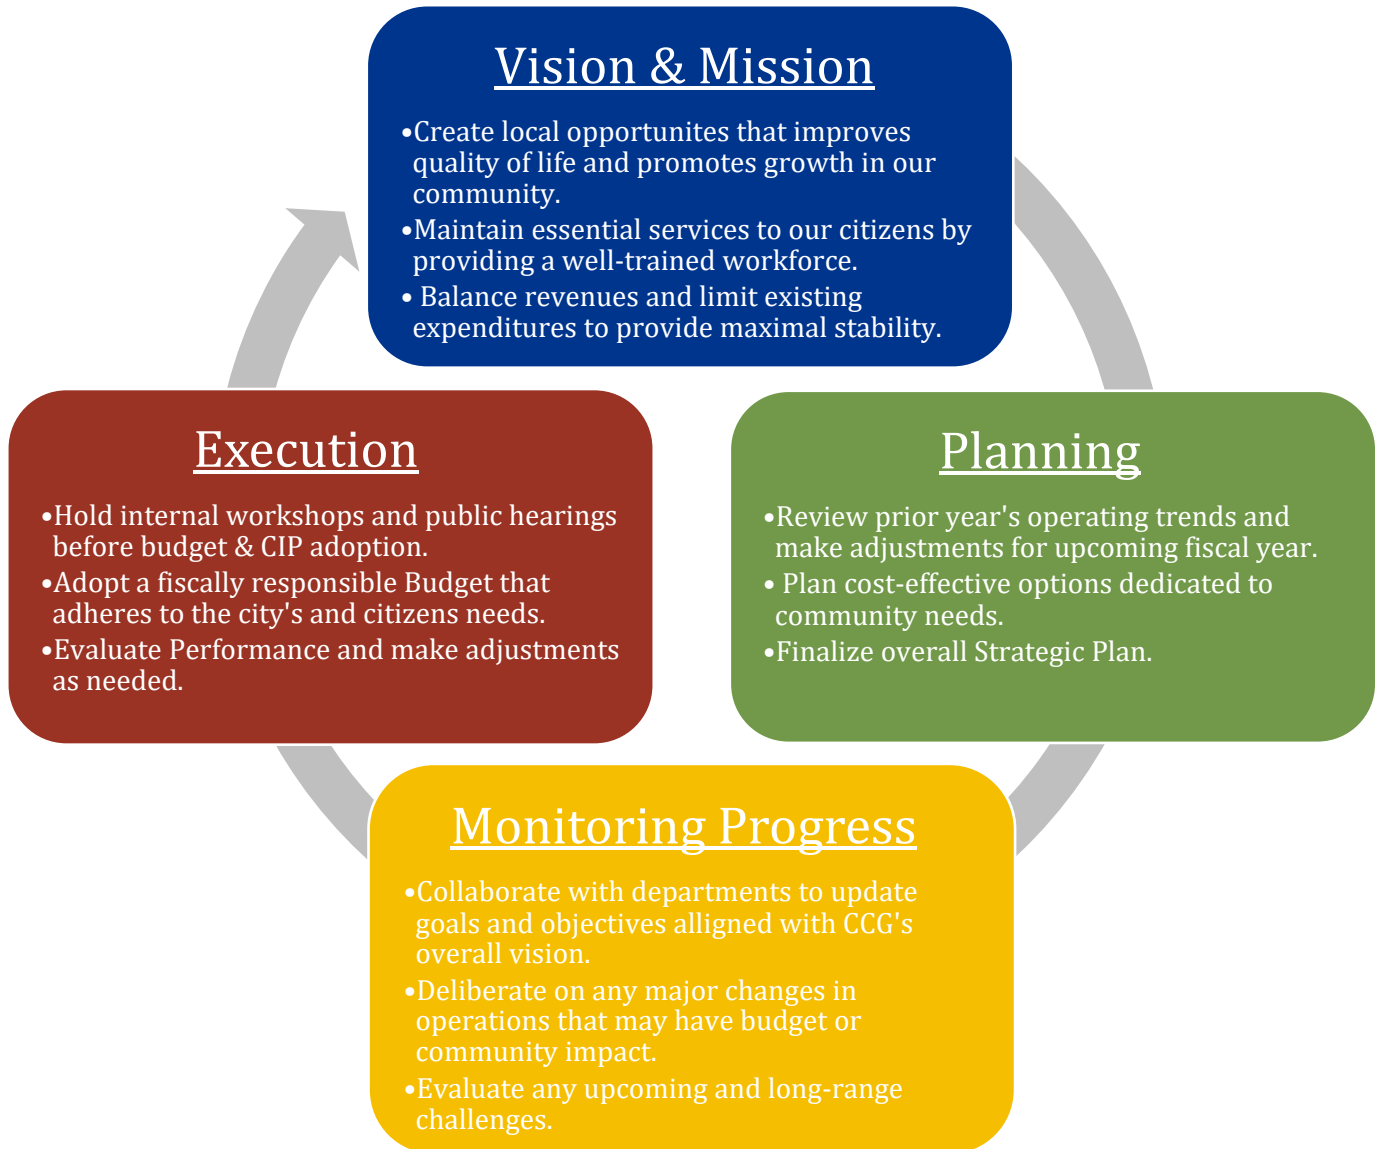 Vision & Mission
•Create local opportunites that improves
quality of life and promotes growth in our
community.
•Maintain essential services to our citizens by
providing a well-trained workforce.
• Balance revenues and limit existing
expenditures to provide maximal stability.
Execution
•Hold internal workshops and public hearings
before budget & CIP adoption.
•Adopt a fiscally responsible Budget that
adheres to the city's and citizens needs.
•Evaluate Performance and make adjustments
as needed.
Planning
•Review prior year's operating trends and
make adjustments for upcoming fiscal year.
• Plan cost-effective options dedicated to
community needs.
•Finalize overall Strategic Plan.
Monitoring Progress
•Collaborate with departments to update
goals and objectives alligned with CCG's
overall vision.
•Deliberate on any major changes in
operations that may have budget or
community impact.
•Evaluate any upcoming and long-range
challenges.